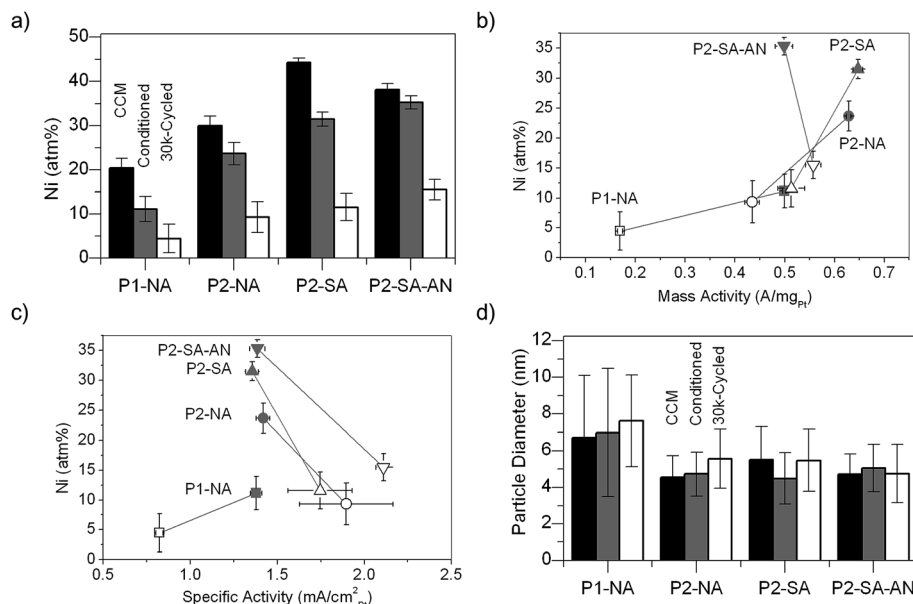 a)
50
40
30
20
10
0
Ni (atm%)
CCM
Conditioned
30k-Cycled
P1-NA
P2-NA
P2-SA
P2-SA-AN
b)
35
30
25
20
15
10
5
0
Ni (atm%)
P2-SA-AN
P2-SA
P2-NA
P1-NA
0.1 0.2 0.3 0.4 0.5 0.6 0.7
Mass Activity (A/mgPt)
c)
35
30
25
20
15
10
5
0
Ni (atm%)
P2-SA-AN
P2-SA
P2-NA
P1-NA
0.5 1.0 1.5 2.0 2.5
Specific Activity (mA/cm²Pt)
d)
12
10
8
6
4
2
0
Particle Diameter (nm)
CCM
Conditioned
30k-Cycled
P1-NA
P2-NA
P2-SA
P2-SA-AN